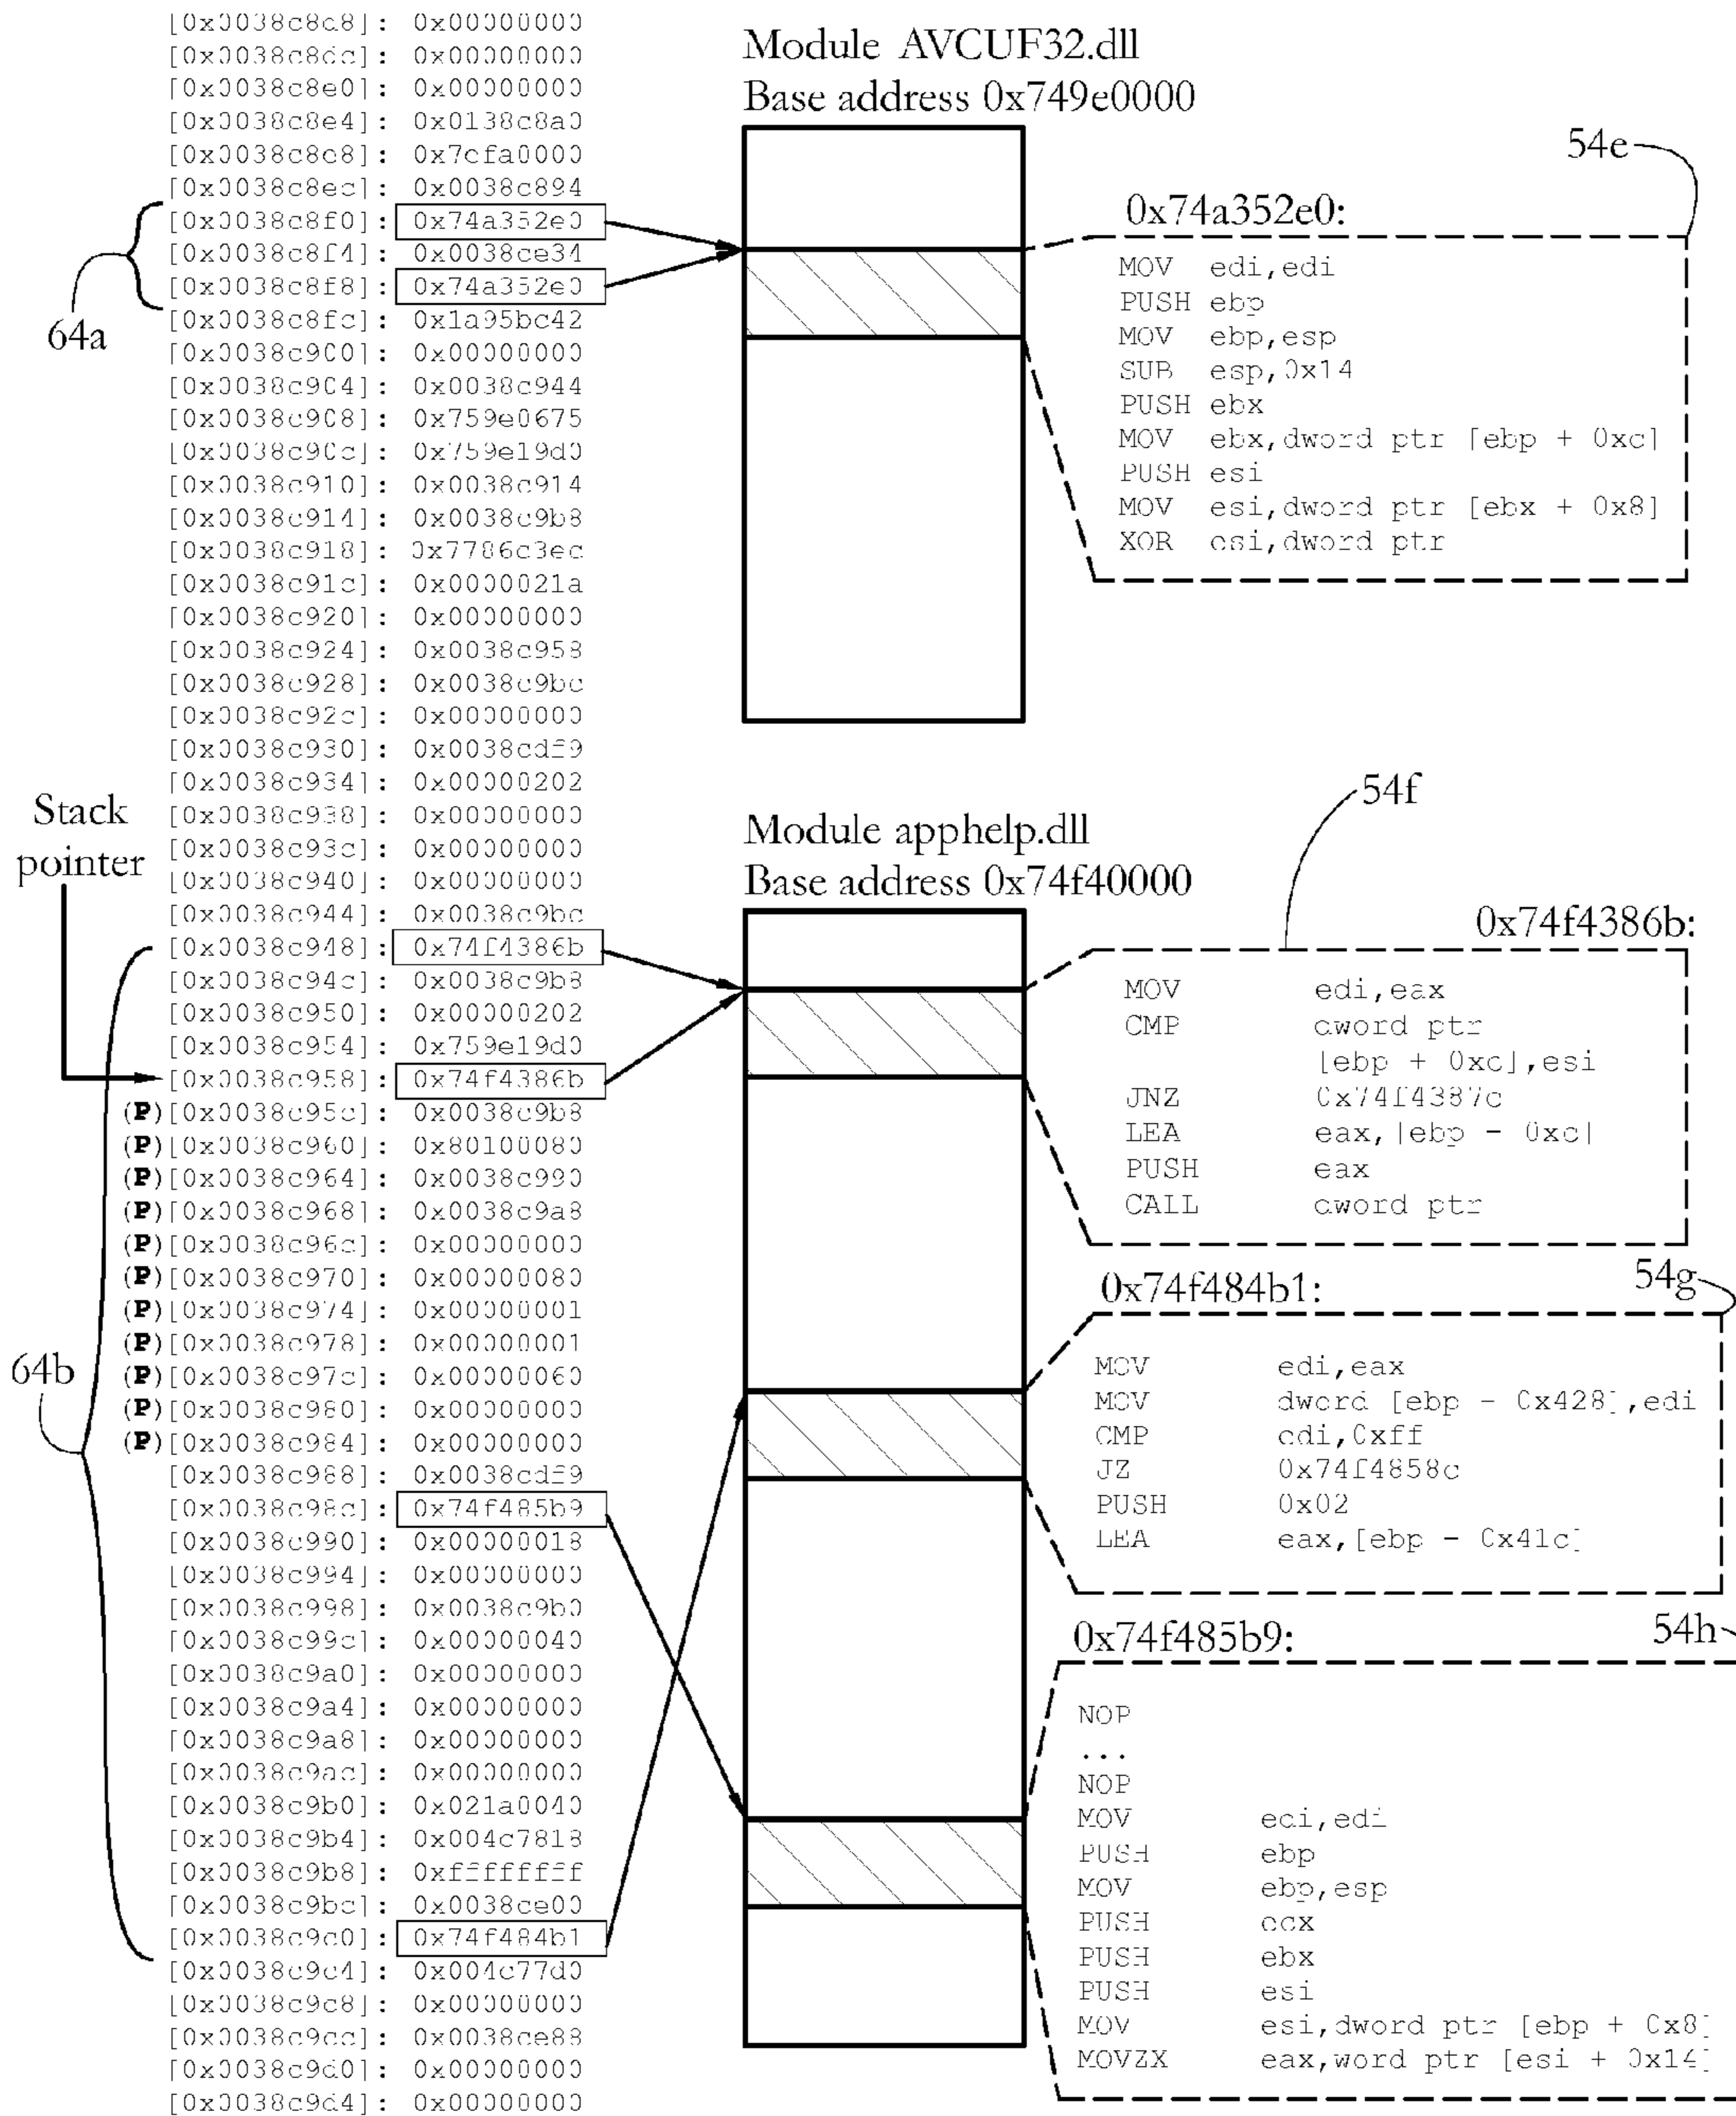 [0x0038c8d8]: 0x00000000
[0x0038c8dc]: 0x00000000
[0x0038c8e0]: 0x00000000
[0x0038c8e4]: 0x0138c8a0
[0x0038c8e8]: 0x7efa0000
[0x0038c8ec]: 0x0038c894
[0x0038c8f0]: 0x74a352e0
[0x0038c8f4]: 0x0038ce34
[0x0038c8f8]: 0x74a352e0
64a
[0x0038c8fc]: 0x1a95bc42
[0x0038c900]: 0x00000000
[0x0038c904]: 0x0038c944
[0x0038c908]: 0x759e0675
[0x0038c90c]: 0x759e19d0
[0x0038c910]: 0x0038c914
[0x0038c914]: 0x0038c9b8
[0x0038c918]: 0x7786c3ec
[0x0038c91c]: 0x0000021a
[0x0038c920]: 0x00000000
[0x0038c924]: 0x0038c958
[0x0038c928]: 0x0038c9bc
[0x0038c92c]: 0x00000000
[0x0038c930]: 0x0038cdf9
[0x0038c934]: 0x00000202
[0x0038c938]: 0x00000000
[0x0038c93c]: 0x00000000
[0x0038c940]: 0x00000000
[0x0038c944]: 0x0038c9bc
[0x0038c948]: 0x74f4386b
[0x0038c94c]: 0x0038c9b8
[0x0038c950]: 0x00000202
[0x0038c954]: 0x759e19d0
Stack
pointer
[0x0038c958]: 0x74f4386b
(P)[0x0038c95c]: 0x0038c9b8
(P)[0x0038c960]: 0x80100080
(P)[0x0038c964]: 0x0038c990
(P)[0x0038c968]: 0x0038c9a8
(P)[0x0038c96c]: 0x00000000
(P)[0x0038c970]: 0x00000080
(P)[0x0038c974]: 0x00000001
(P)[0x0038c978]: 0x00000001
64b
(P)[0x0038c97c]: 0x00000060
(P)[0x0038c980]: 0x00000000
(P)[0x0038c984]: 0x00000000
[0x0038c988]: 0x0038cdf9
[0x0038c98c]: 0x74f485b9
[0x0038c990]: 0x00000018
[0x0038c994]: 0x00000000
[0x0038c998]: 0x0038c9b0
[0x0038c99c]: 0x00000040
[0x0038c9a0]: 0x00000000
[0x0038c9a4]: 0x00000000
[0x0038c9a8]: 0x00000000
[0x0038c9ac]: 0x00000000
[0x0038c9b0]: 0x021a0040
[0x0038c9b4]: 0x004c7818
[0x0038c9b8]: 0xffffffff
[0x0038c9bc]: 0x0038ce00
[0x0038c9c0]: 0x74f484b1
[0x0038c9c4]: 0x004c77d0
[0x0038c9c8]: 0x00000000
[0x0038c9cc]: 0x0038ce88
[0x0038c9d0]: 0x00000000
[0x0038c9d4]: 0x00000000
Module AVCUF32.dll
Base address 0x749e0000
54e
0x74a352e0:
MOV edi,edi
PUSH ebp
MOV ebp,esp
SUB esp,0x14
PUSH ebx
MOV ebx,dword ptr [ebp + 0xc]
PUSH esi
MOV esi,dword ptr [ebx + 0x8]
XOR esi,dword ptr
Module apphelp.dll
Base address 0x74f40000
54f
0x74f4386b:
MOV edi,eax
CMP dword ptr
[ebp + 0xc],esi
JNZ 0x74f4387c
LEA eax,[ebp - 0xc]
PUSH eax
CALL dword ptr
54g
0x74f484b1:
MOV edi,eax
MOV dword [ebp - 0x428],edi
CMP edi,0xff
JZ 0x74f4858c
PUSH 0x02
LEA eax,[ebp - 0x41c]
54h
0x74f485b9:
NOP
...
NOP
MOV edi,edi
PUSH ebp
MOV ebp,esp
PUSH ecx
PUSH ebx
PUSH esi
MOV esi,dword ptr [ebp + 0x8]
MOVZX eax,word ptr [esi + 0x14]